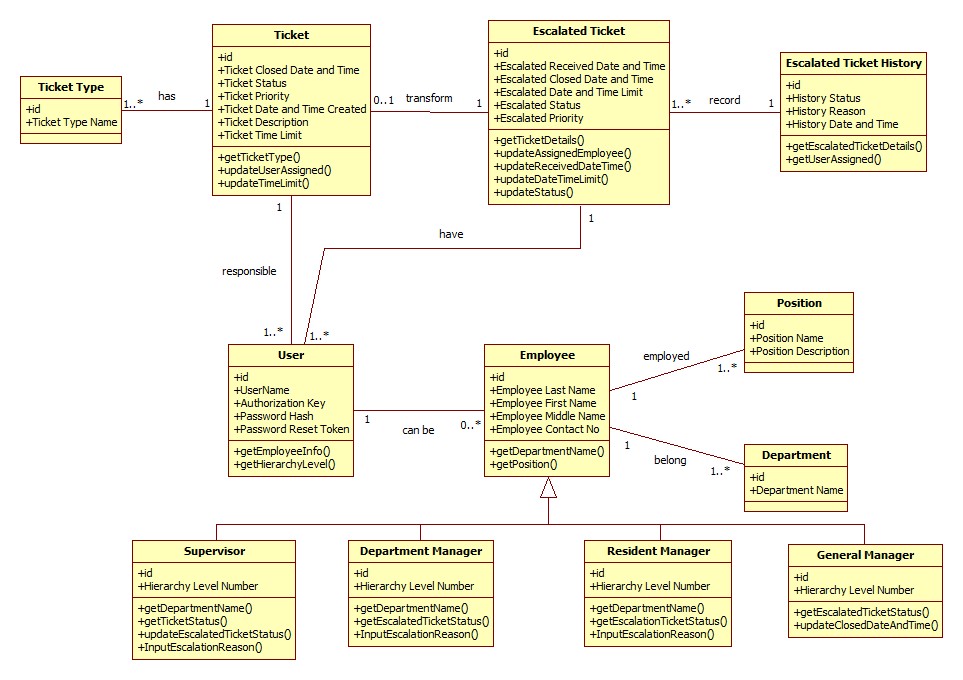 Ticket
+id
+Ticket Closed Date and Time
+Ticket Status
+Ticket Priority
+Ticket Date and Time Created
+Ticket Description
+Ticket Time Limit
+getTicketType()
+updateUserAssigned()
+updateTimeLimit()
Escalated Ticket
+id
+Escalated Received Date and Time
+Escalated Closed Date and Time
+Escalated Date and Time Limit
+Escalated Status
+Escalated Priority
+getTicketDetails()
+updateAssignedEmployee()
+updateReceivedDateTime()
+updateDateTimeLimit()
+updateStatus()
Escalated Ticket History
+id
+History Status
+History Reason
+History Date and Time
+getEscalatedTicketDetails()
+getUserAssigned()
Ticket Type
+id
+Ticket Type Name
1..*
has
1
0..1
transform
1
1..*
record
1
1
responsible
1..*
1
have
1..*
User
+id
+UserName
+Authorization Key
+Password Hash
+Password Reset Token
+getEmployeeInfo()
+getHierarchyLevel()
1
can be
0..*
Employee
+id
+Employee Last Name
+Employee First Name
+Employee Middle Name
+Employee Contact No
+getDepartmentName()
+getPosition()
employed
1
1..*
Position
+id
+Position Name
+Position Description
1
belong
1..*
Department
+id
+Department Name
Supervisor
+id
+Hierarchy Level Number
+getDepartmentName()
+getTicketStatus()
+updateEscalatedTicketStatus()
+InputEscalationReason()
Department Manager
+id
+Hierarchy Level Number
+getDepartmentName()
+getEscalatedTicketStatus()
+InputEscalationReason()
Resident Manager
+id
+Hierarchy Level Number
+getDepartmentName()
+getEscalationTicketStatus()
+InputEscalationReason()
General Manager
+id
+Hierarchy Level Number
+getEscalatedTicketStatus()
+updateClosedDateAndTime()